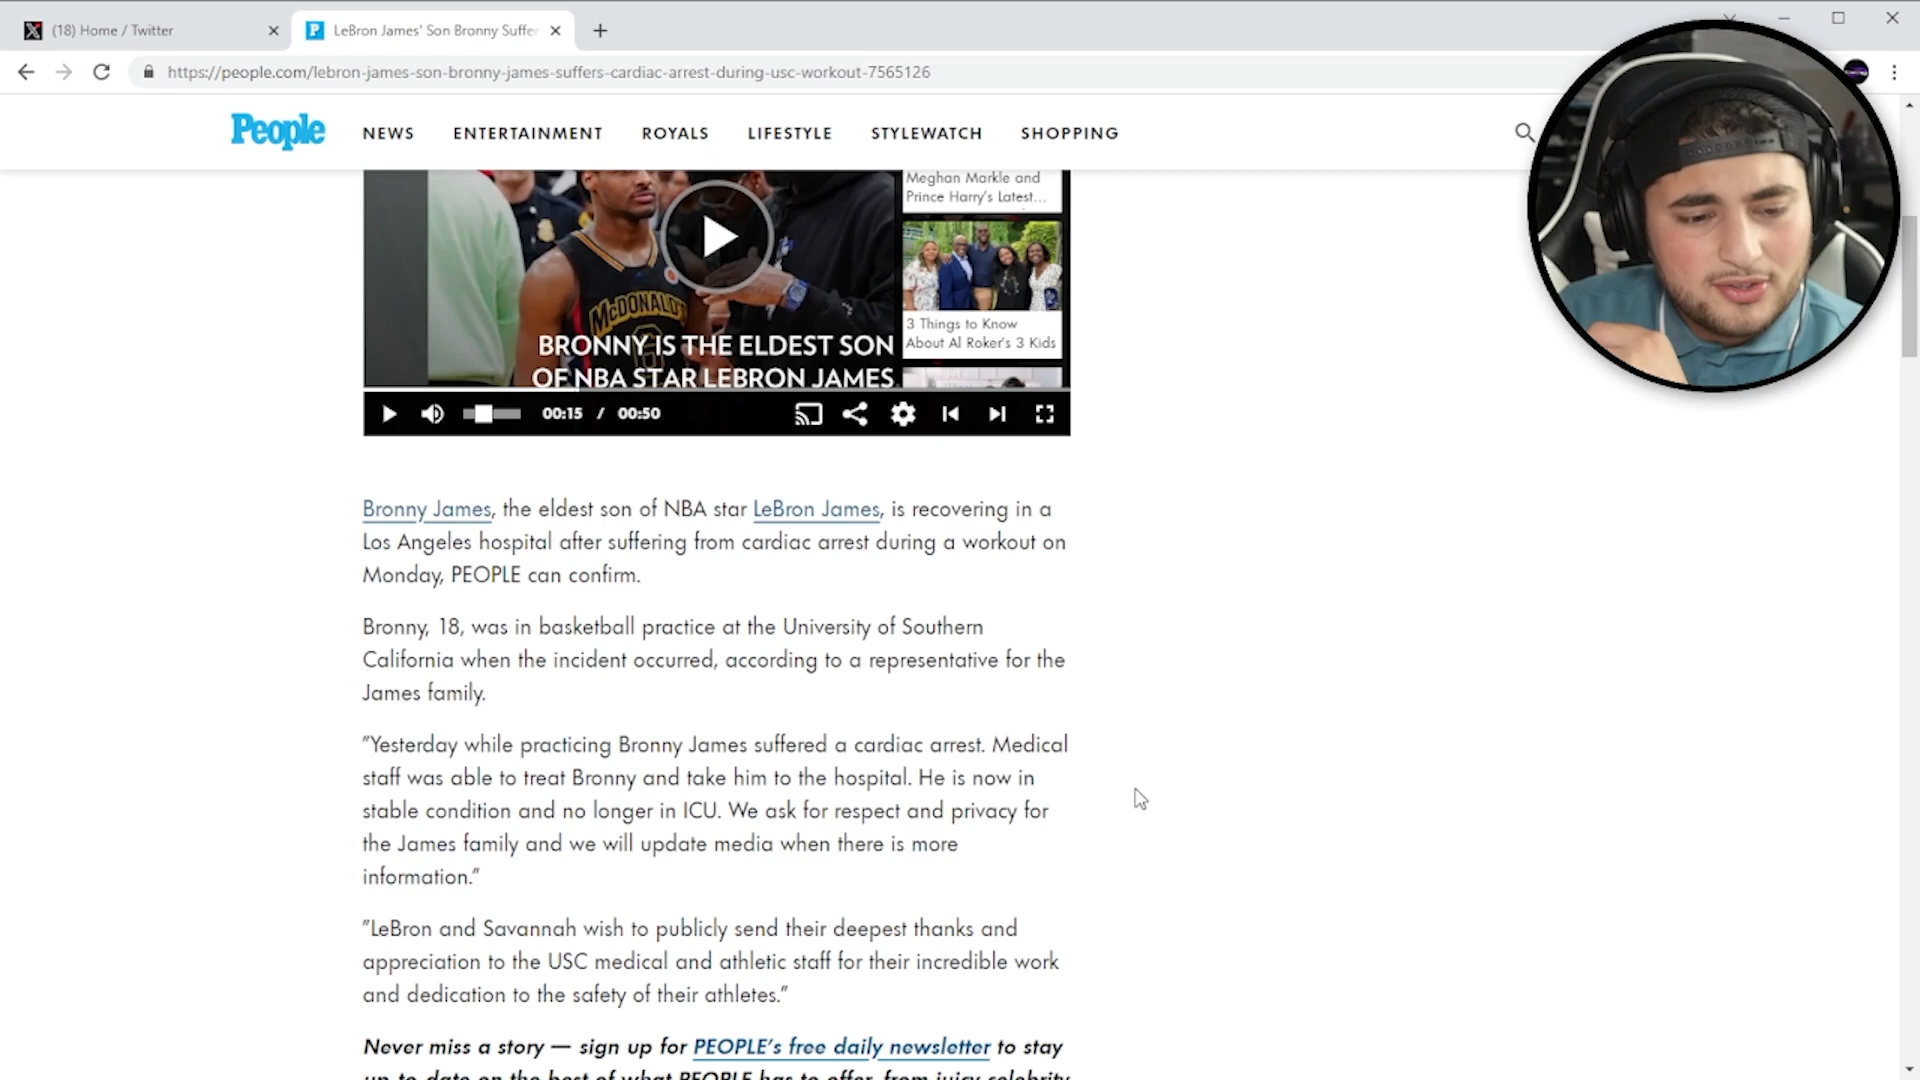 (18) Home / Twitter
LeBron James' Son Bronny Suffer
https://people.com/lebron-james-son-bronny-james-suffers-cardiac-arrest-during-usc-workout-7565126
People
NEWS ENTERTAINMENT ROYALS LIFESTYLE STYLEWATCH SHOPPING
Meghan Markle and
Prince Harry's Latest...
McDONALD'S
3 Things to Know
About Al Roker's 3 Kids
BRONNY IS THE ELDEST SON
OF NBA STAR LEBRON JAMES
00:15 / 00:50
Bronny James, the eldest son of NBA star LeBron James, is recovering in a
Los Angeles hospital after suffering from cardiac arrest during a workout on
Monday, PEOPLE can confirm.
Bronny, 18, was in basketball practice at the University of Southern
California when the incident occurred, according to a representative for the
James family.
"Yesterday while practicing Bronny James suffered a cardiac arrest. Medical
staff was able to treat Bronny and take him to the hospital. He is now in
stable condition and no longer in ICU. We ask for respect and privacy for
the James family and we will update media when there is more
information."
"LeBron and Savannah wish to publicly send their deepest thanks and
appreciation to the USC medical and athletic staff for their incredible work
and dedication to the safety of their athletes."
Never miss a story — sign up for PEOPLE's free daily newsletter to stay
up-to-date on the best of what PEOPLE has to offer, from juicy celebrity